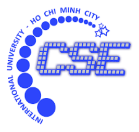 INTERNATIONAL UNIVERSITY - HO CHI MINH CITY
CSE